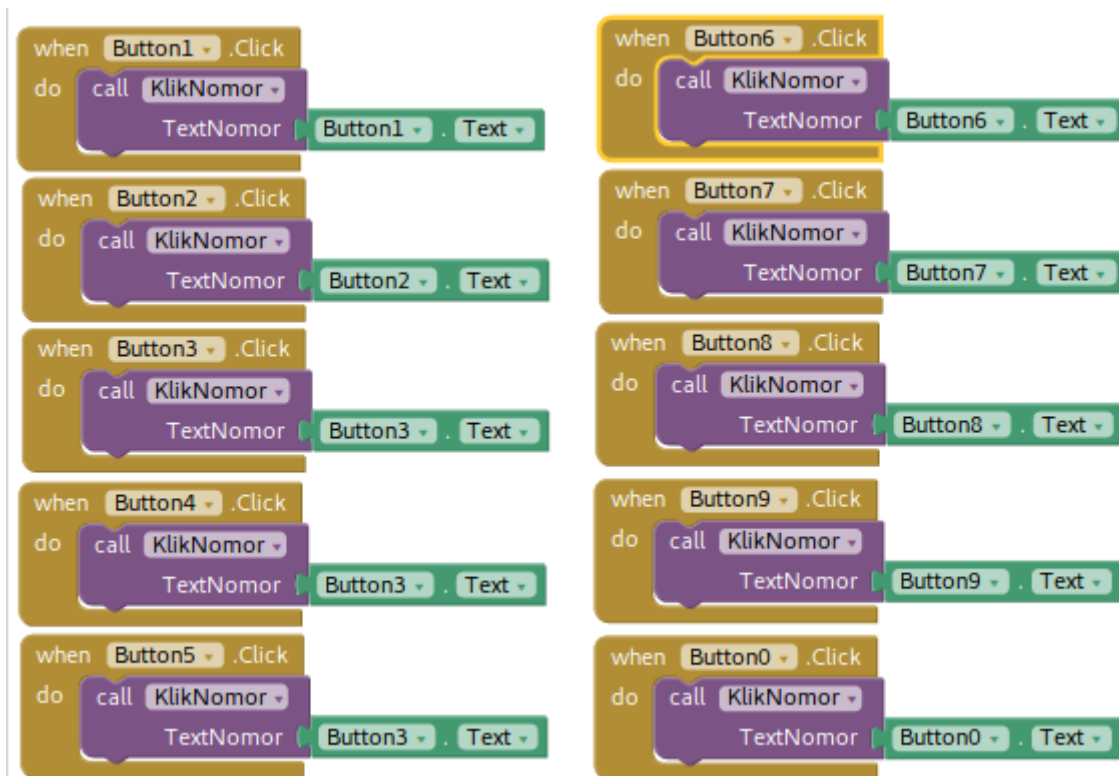 when Button1 .Click
do call KlikNomor
TextNomor Button1 . Text
when Button2 .Click
do call KlikNomor
TextNomor Button2 . Text
when Button3 .Click
do call KlikNomor
TextNomor Button3 . Text
when Button4 .Click
do call KlikNomor
TextNomor Button3 . Text
when Button5 .Click
do call KlikNomor
TextNomor Button3 . Text
when Button6 .Click
do call KlikNomor
TextNomor Button6 . Text
when Button7 .Click
do call KlikNomor
TextNomor Button7 . Text
when Button8 .Click
do call KlikNomor
TextNomor Button8 . Text
when Button9 .Click
do call KlikNomor
TextNomor Button9 . Text
when Button0 .Click
do call KlikNomor
TextNomor Button0 . Text